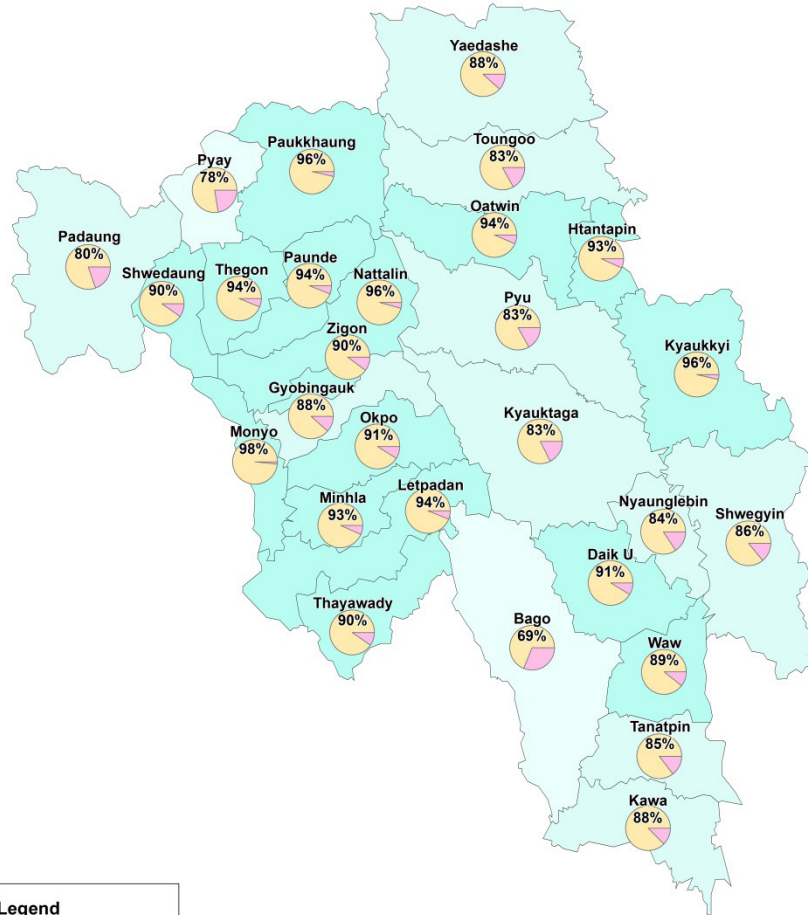 Yaedashe
88%
Toungoo
83%
Paukkhaung
96%
Pyay
78%
Oatwin
94%
Htantapin
93%
Padaung
80%
Shwedaung
90%
Thegon
94%
Paunde
94%
Nattalin
96%
Pyu
83%
Kyaukkyi
96%
Zigon
90%
Gyobingauk
88%
Okpo
91%
Kyauktaga
83%
Monyo
98%
Minhla
93%
Letpadan
94%
Nyaunglebin
84%
Shwegyin
86%
Daik U
91%
Thayawady
90%
Bago
69%
Waw
89%
Tanatpin
85%
Kawa
88%
Legend